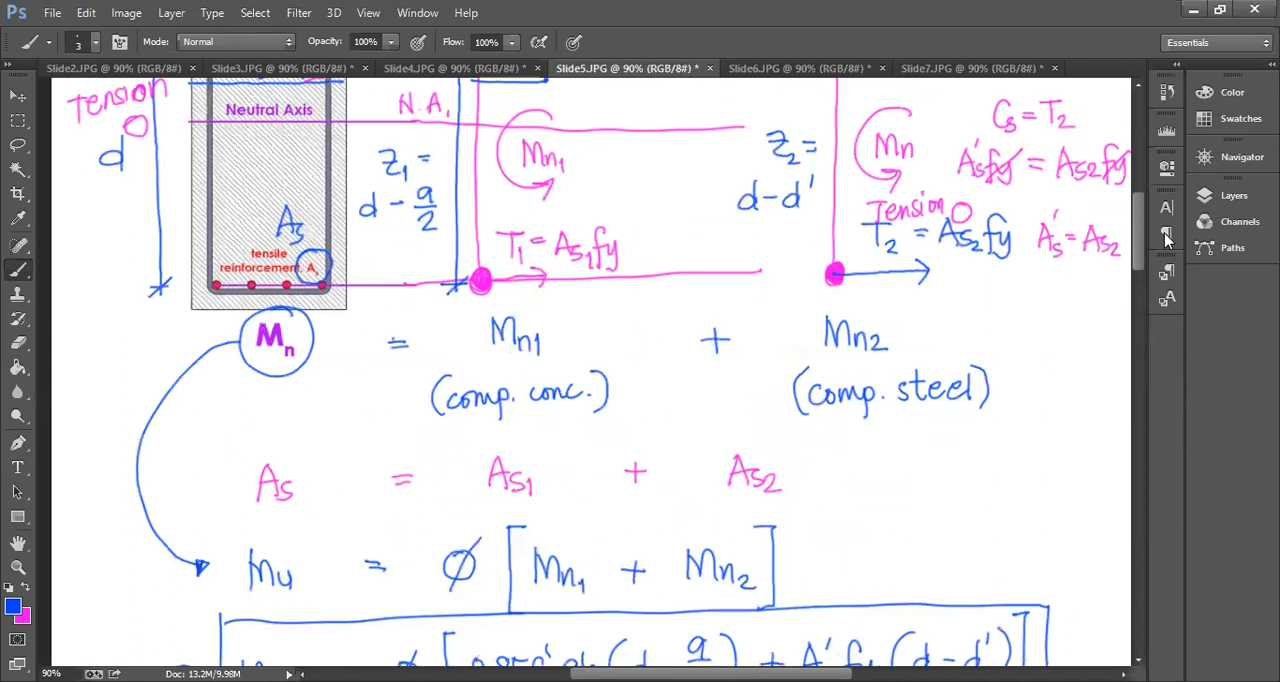 Ps File Edit Image Layer Type Select Filter 3D View Window Help
3 Mode: Normal Opacity: 100% Flow: 100% Essentials
Slide2.JPG @ 90% (RGB/8#) × Slide3.JPG @ 90% (RGB/8#) * × Slide4.JPG @ 90% (RGB/8#) * × Slide5.JPG @ 90% (RGB/8#) * × Slide6.JPG @ 90% (RGB/8#) * × Slide7.JPG @ 90% (RGB/8#) * ×
Tension
d
Neutral Axis
N.A.
As
tensile
reinforcement, A
Z1 =
d - a/2
Mn1
T1 = As1fy
Z2 =
d-d'
Mn
Tension
T2 = As2fy
Cs = T2
A's fy = As2 fy
A's = As2
Color
Swatches
Navigator
Layers
Channels
Paths
Mn = Mn1 + Mn2
(comp. conc.) (comp. steel)
As = As1 + As2
Mu = Ø [Mn1 + Mn2]
a
+ A's fy (d-d')]
90% Doc: 13.2M/9.98M